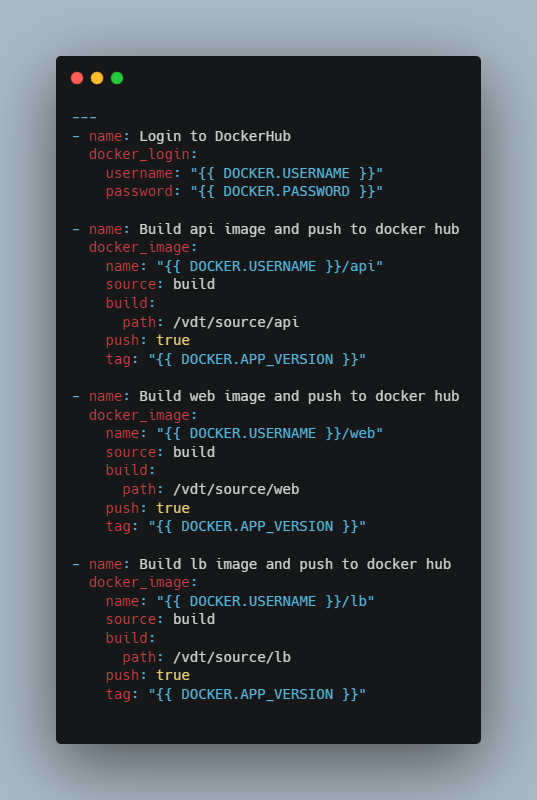 ---
- name: Login to DockerHub
  docker_login:
    username: "{{ DOCKER.USERNAME }}"
    password: "{{ DOCKER.PASSWORD }}"

- name: Build api image and push to docker hub
  docker_image:
    name: "{{ DOCKER.USERNAME }}/api"
    source: build
    build:
      path: /vdt/source/api
    push: true
    tag: "{{ DOCKER.APP_VERSION }}"

- name: Build web image and push to docker hub
  docker_image:
    name: "{{ DOCKER.USERNAME }}/web"
    source: build
    build:
      path: /vdt/source/web
    push: true
    tag: "{{ DOCKER.APP_VERSION }}"

- name: Build lb image and push to docker hub
  docker_image:
    name: "{{ DOCKER.USERNAME }}/lb"
    source: build
    build:
      path: /vdt/source/lb
    push: true
    tag: "{{ DOCKER.APP_VERSION }}"